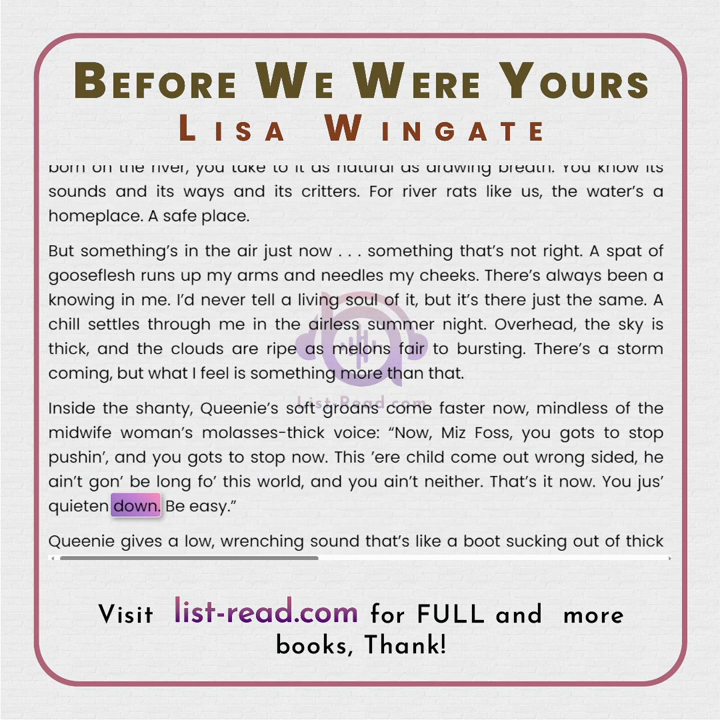 BEFORE WE WERE YOURS
LISA WINGATE
born on the river, you take to it as natural as drawing breath. You know its
sounds and its ways and its critters. For river rats like us, the water's a
homeplace. A safe place.
But something's in the air just now . . . something that's not right. A spat of
gooseflesh runs up my arms and needles my cheeks. There's always been a
knowing in me. I'd never tell a living soul of it, but it's there just the same. A
chill settles through me in the airless summer night. Overhead, the sky is
thick, and the clouds are ripe as melons fair to bursting. There's a storm
coming, but what I feel is something more than that.
List-Read.com
Inside the shanty, Queenie's soft groans come faster now, mindless of the
midwife woman's molasses-thick voice: “Now, Miz Foss, you gots to stop
pushin', and you gots to stop now. This 'ere child come out wrong sided, he
ain't gon' be long fo' this world, and you ain't neither. That's it now. You jus'
quieten down. Be easy.”
Queenie gives a low, wrenching sound that's like a boot sucking out of thick
Visit list-read.com for FULL and more
books, Thank!